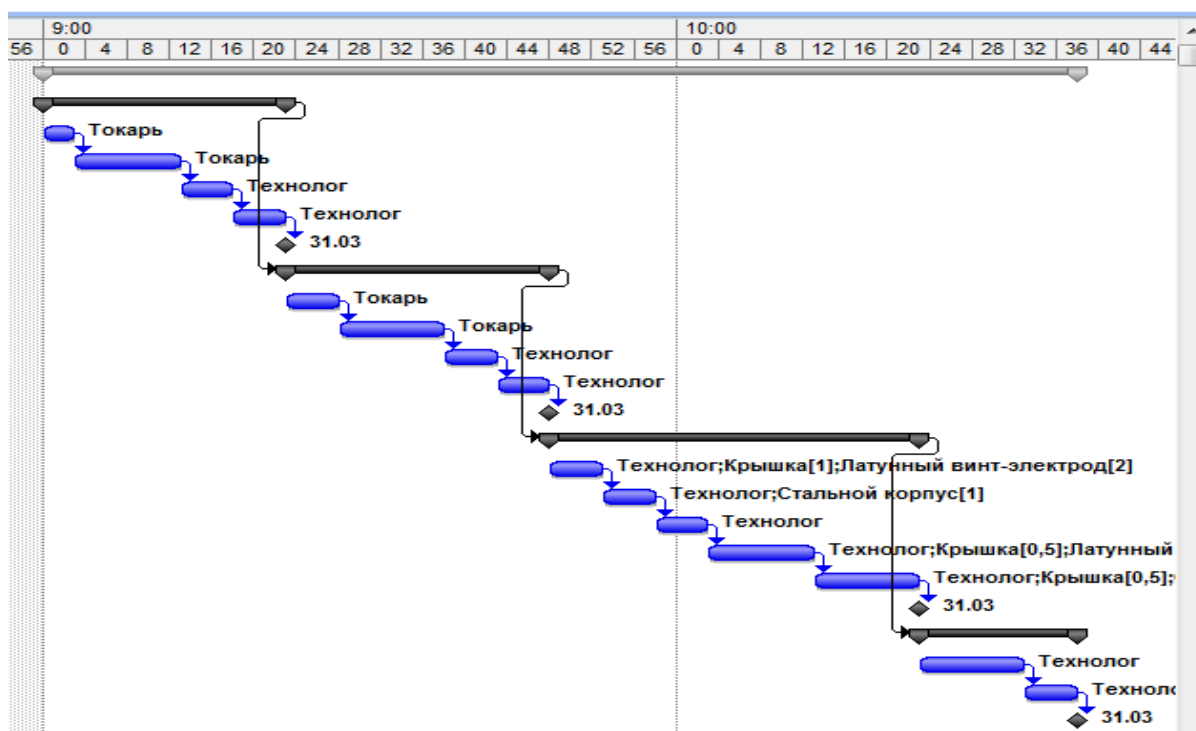 9:00 10:00
56 0 4 8 12 16 20 24 28 32 36 40 44 48 52 56 0 4 8 12 16 20 24 28 32 36 40 44
Токарь
Токарь
Технолог
Технолог
31.03
Токарь
Токарь
Технолог
Технолог
31.03
Технолог;Крышка[1];Латунный винт-электрод[2]
Технолог;Стальной корпус[1]
Технолог
Технолог;Крышка[0,5];Латунный
Технолог;Крышка[0,5];
31.03
Технолог
Техноло
31.03